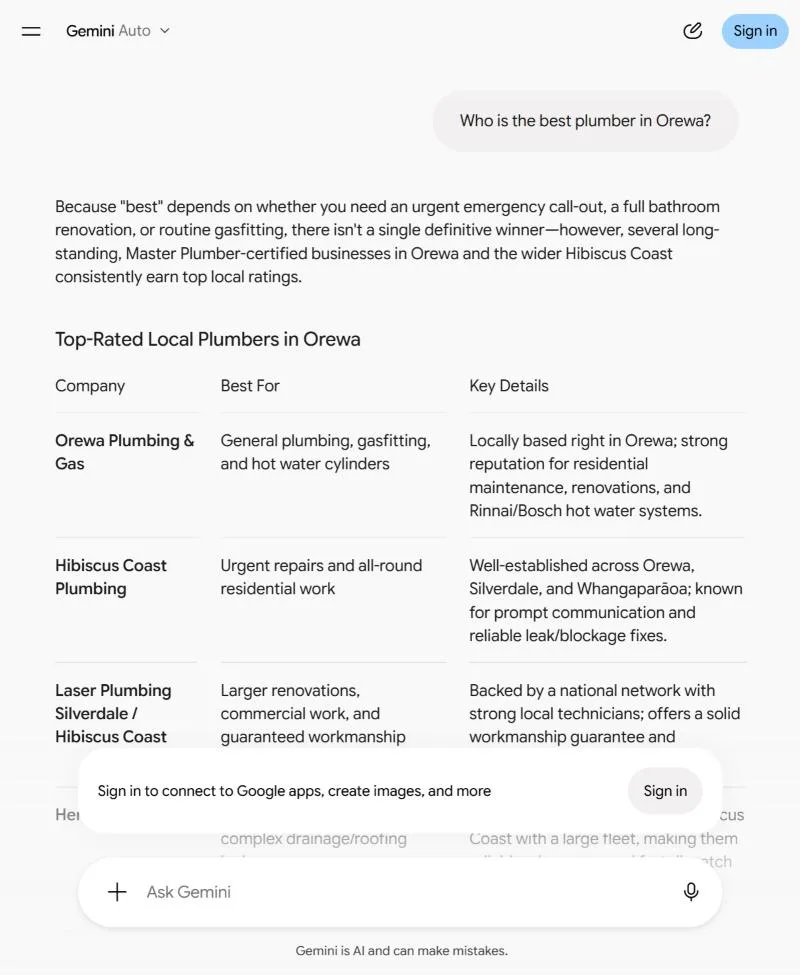 Gemini Auto
Sign in
Who is the best plumber in Orewa?
Because "best" depends on whether you need an urgent emergency call-out, a full bathroom
renovation, or routine gasfitting, there isn't a single definitive winner—however, several long-
standing, Master Plumber-certified businesses in Orewa and the wider Hibiscus Coast
consistently earn top local ratings.
Top-Rated Local Plumbers in Orewa
Company Best For Key Details
Orewa Plumbing &
Gas
General plumbing, gasfitting,
and hot water cylinders
Locally based right in Orewa; strong
reputation for residential
maintenance, renovations, and
Rinnai/Bosch hot water systems.
Hibiscus Coast
Plumbing
Urgent repairs and all-round
residential work
Well-established across Orewa,
Silverdale, and Whangaparāoa; known
for prompt communication and
reliable leak/blockage fixes.
Laser Plumbing
Silverdale /
Hibiscus Coast
Larger renovations,
commercial work, and
guaranteed workmanship
Backed by a national network with
strong local technicians; offers a solid
workmanship guarantee and
complex drainage/roofing
Coast with a large fleet, making them
Sign in to connect to Google apps, create images, and more
Sign in
Ask Gemini
Gemini is AI and can make mistakes.